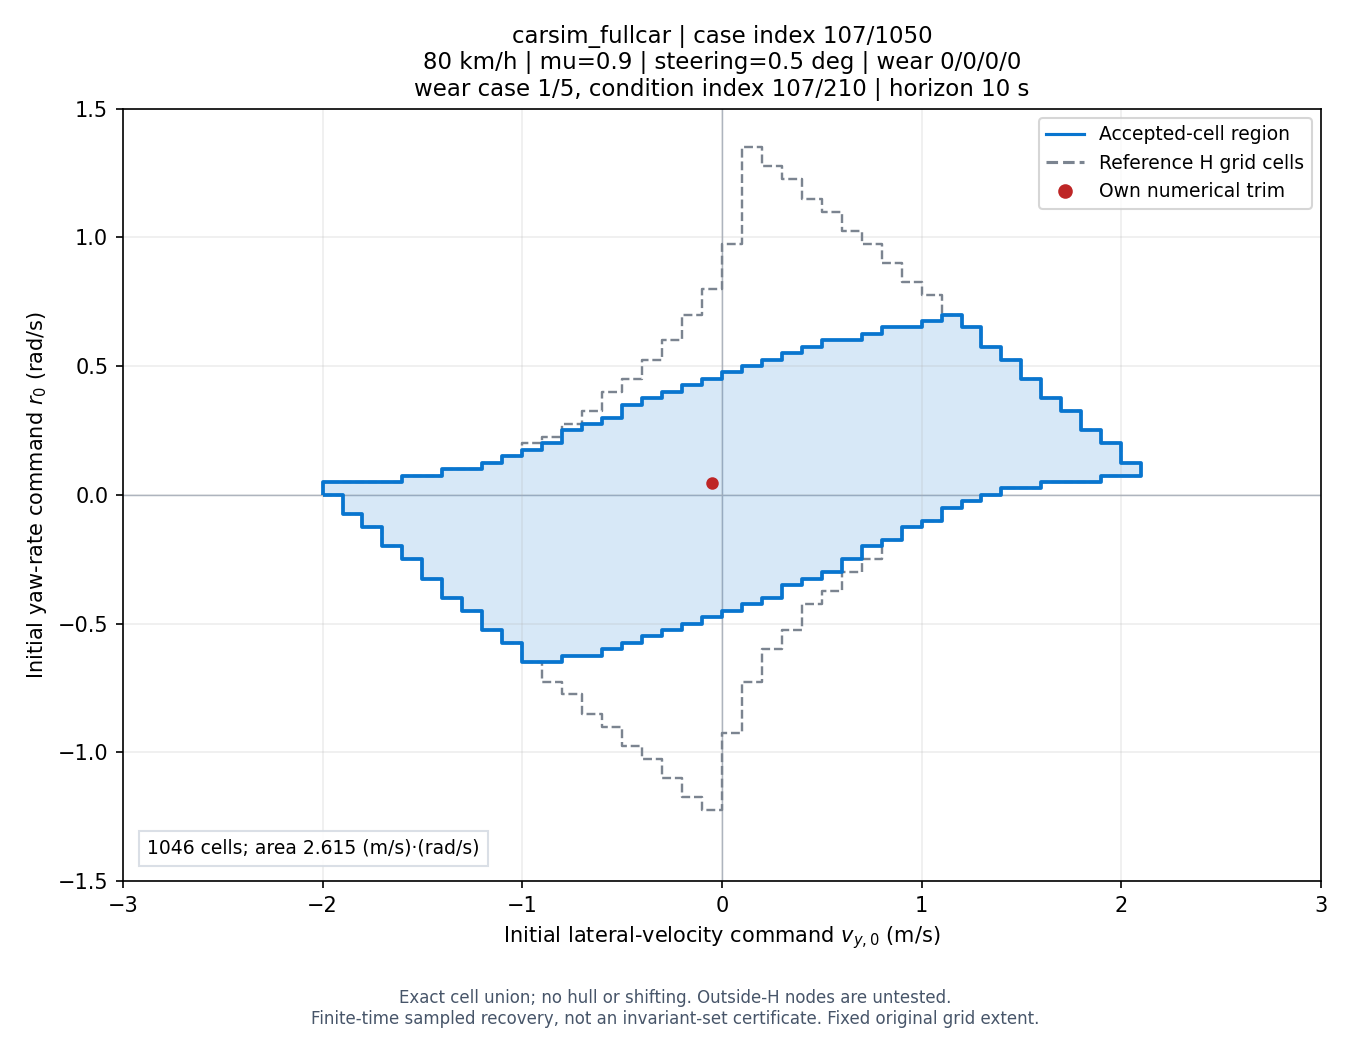 carsim_fullcar | case index 107/1050
80 km/h | mu=0.9 | steering=0.5 deg | wear 0/0/0/0
wear case 1/5, condition index 107/210 | horizon 10 s
Accepted-cell region
Reference H grid cells
Own numerical trim
1.5
1.0
0.5
0.0
−0.5
−1.0
−1.5
Initial yaw-rate command r₀ (rad/s)
1046 cells; area 2.615 (m/s)·(rad/s)
−3
−2
−1
0
1
2
3
Initial lateral-velocity command v_{y,0} (m/s)
Exact cell union; no hull or shifting. Outside-H nodes are untested.
Finite-time sampled recovery, not an invariant-set certificate. Fixed original grid extent.